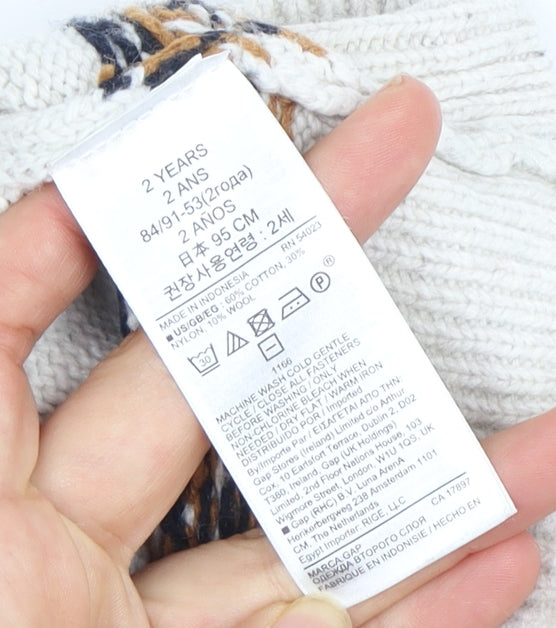 2 YEARS
2 ANS
84/91-53(2года)
2 AÑOS
日本 95 CM
권장사용연령 : 2세
MADE IN INDONESIA RN 54023
■ US/GB/EG : 60% COTTON, 30%
NYLON, 10% WOOL
30 P ®
1166
MACHINE WASH COLD GENTLE
CYCLE / CLOSE ALL FASTENERS
BEFORE WASHING / ONLY
NON-CHLORINE BLEACH WHEN
NEEDED / DRY FLAT / WARM IRON
DISTRIBUIDO POR / Imported
By/Importe Par / ΕΙΣΑΓΕΤΑΙ ΑΠΟ ΤΗΝ:
Gap Stores (Ireland) Limited c/o Arthur
Cox, 10 Earlsfort Terrace, Dublin 2, D02
T380, Ireland, Gap (UK Holdings)
Limited, 2nd Floor Nations House, 103
Wigmore Street, London, W1U 1QS, UK
■ Gap (RHC) B.V. Luna ArenA
Herikerbergweg 238 Amsterdam 1101
CM, The Netherlands
Egypt Importer: RIGE, LLC
MARCA GAP CA 17897
ОДЕЖДА ВТОРОГО СЛОЯ
FABRIQUE EN INDONISIE / HECHO EN